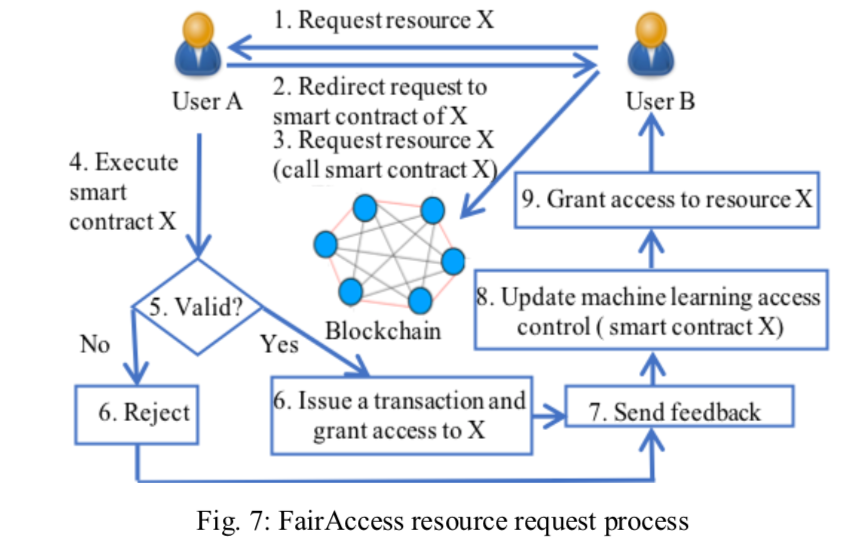 1. Request resource X
User A
User B
2. Redirect request to
smart contract of X
3. Request resource X
(call smart contract X)
4. Execute
smart
contract X
9. Grant access to resource X
5. Valid?
Blockchain
8. Update machine learning access
control ( smart contract X)
No
Yes
6. Reject
6. Issue a transaction and
grant access to X
7. Send feedback
Fig. 7: FairAccess resource request process